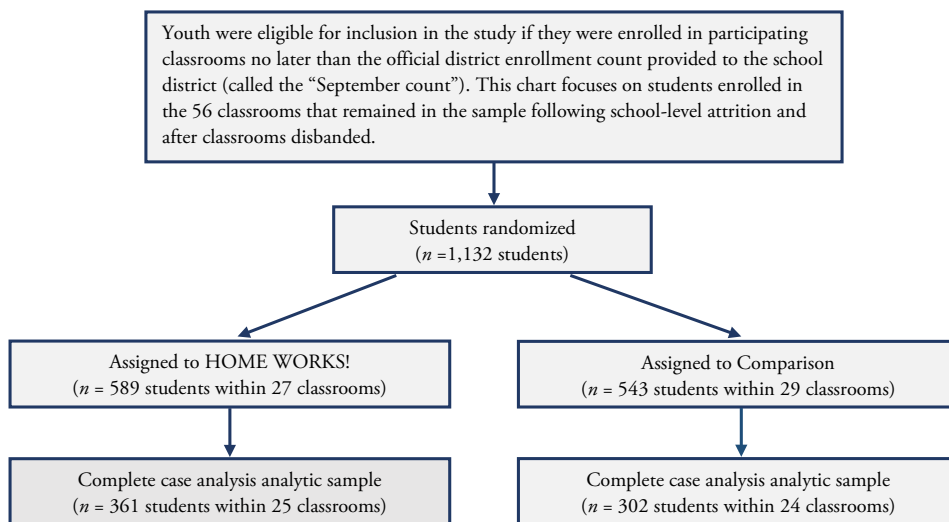 Youth were eligible for inclusion in the study if they were enrolled in participating
classrooms no later than the official district enrollment count provided to the school
district (called the “September count”). This chart focuses on students enrolled in
the 56 classrooms that remained in the sample following school-level attrition and
after classrooms disbanded.
Students randomized
(n =1,132 students)
Assigned to HOME WORKS!
(n = 589 students within 27 classrooms)
Assigned to Comparison
(n = 543 students within 29 classrooms)
Complete case analysis analytic sample
(n = 361 students within 25 classrooms)
Complete case analysis analytic sample
(n = 302 students within 24 classrooms)